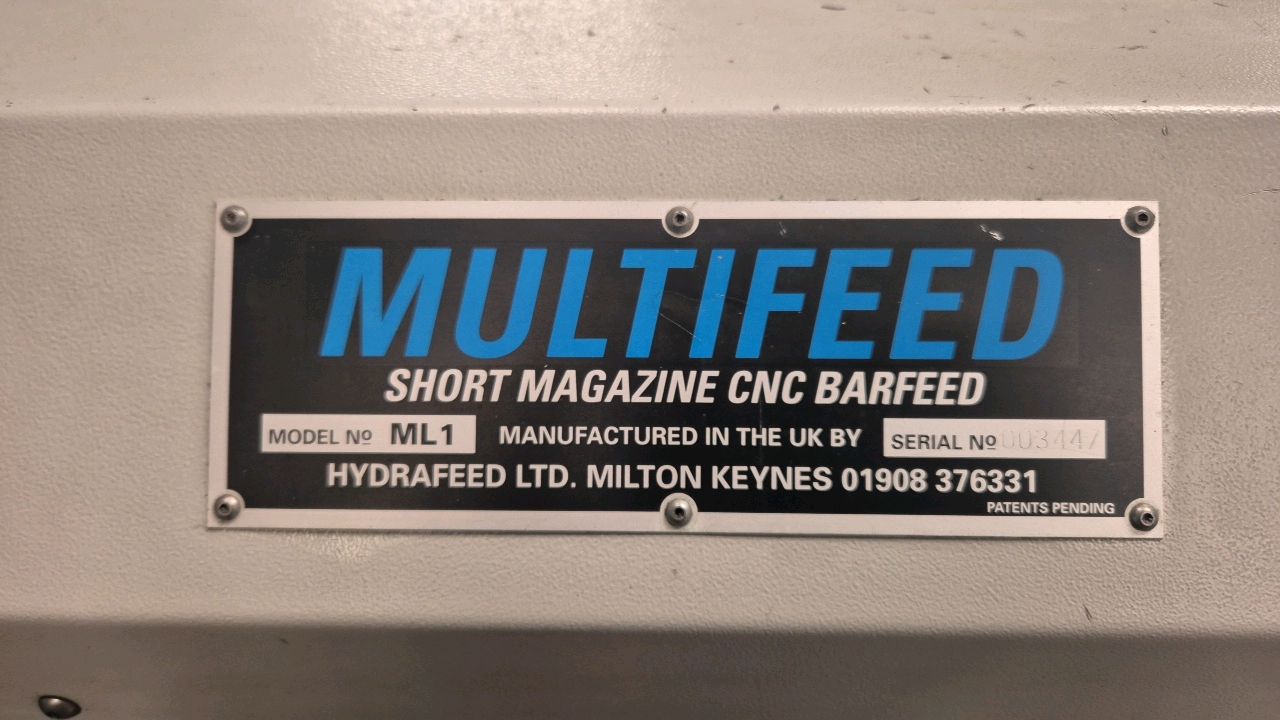 MULTIFEED
SHORT MAGAZINE CNC BARFEED
MODEL Nº ML1 MANUFACTURED IN THE UK BY SERIAL Nº 003447
HYDRAFEED LTD. MILTON KEYNES 01908 376331
PATENTS PENDING